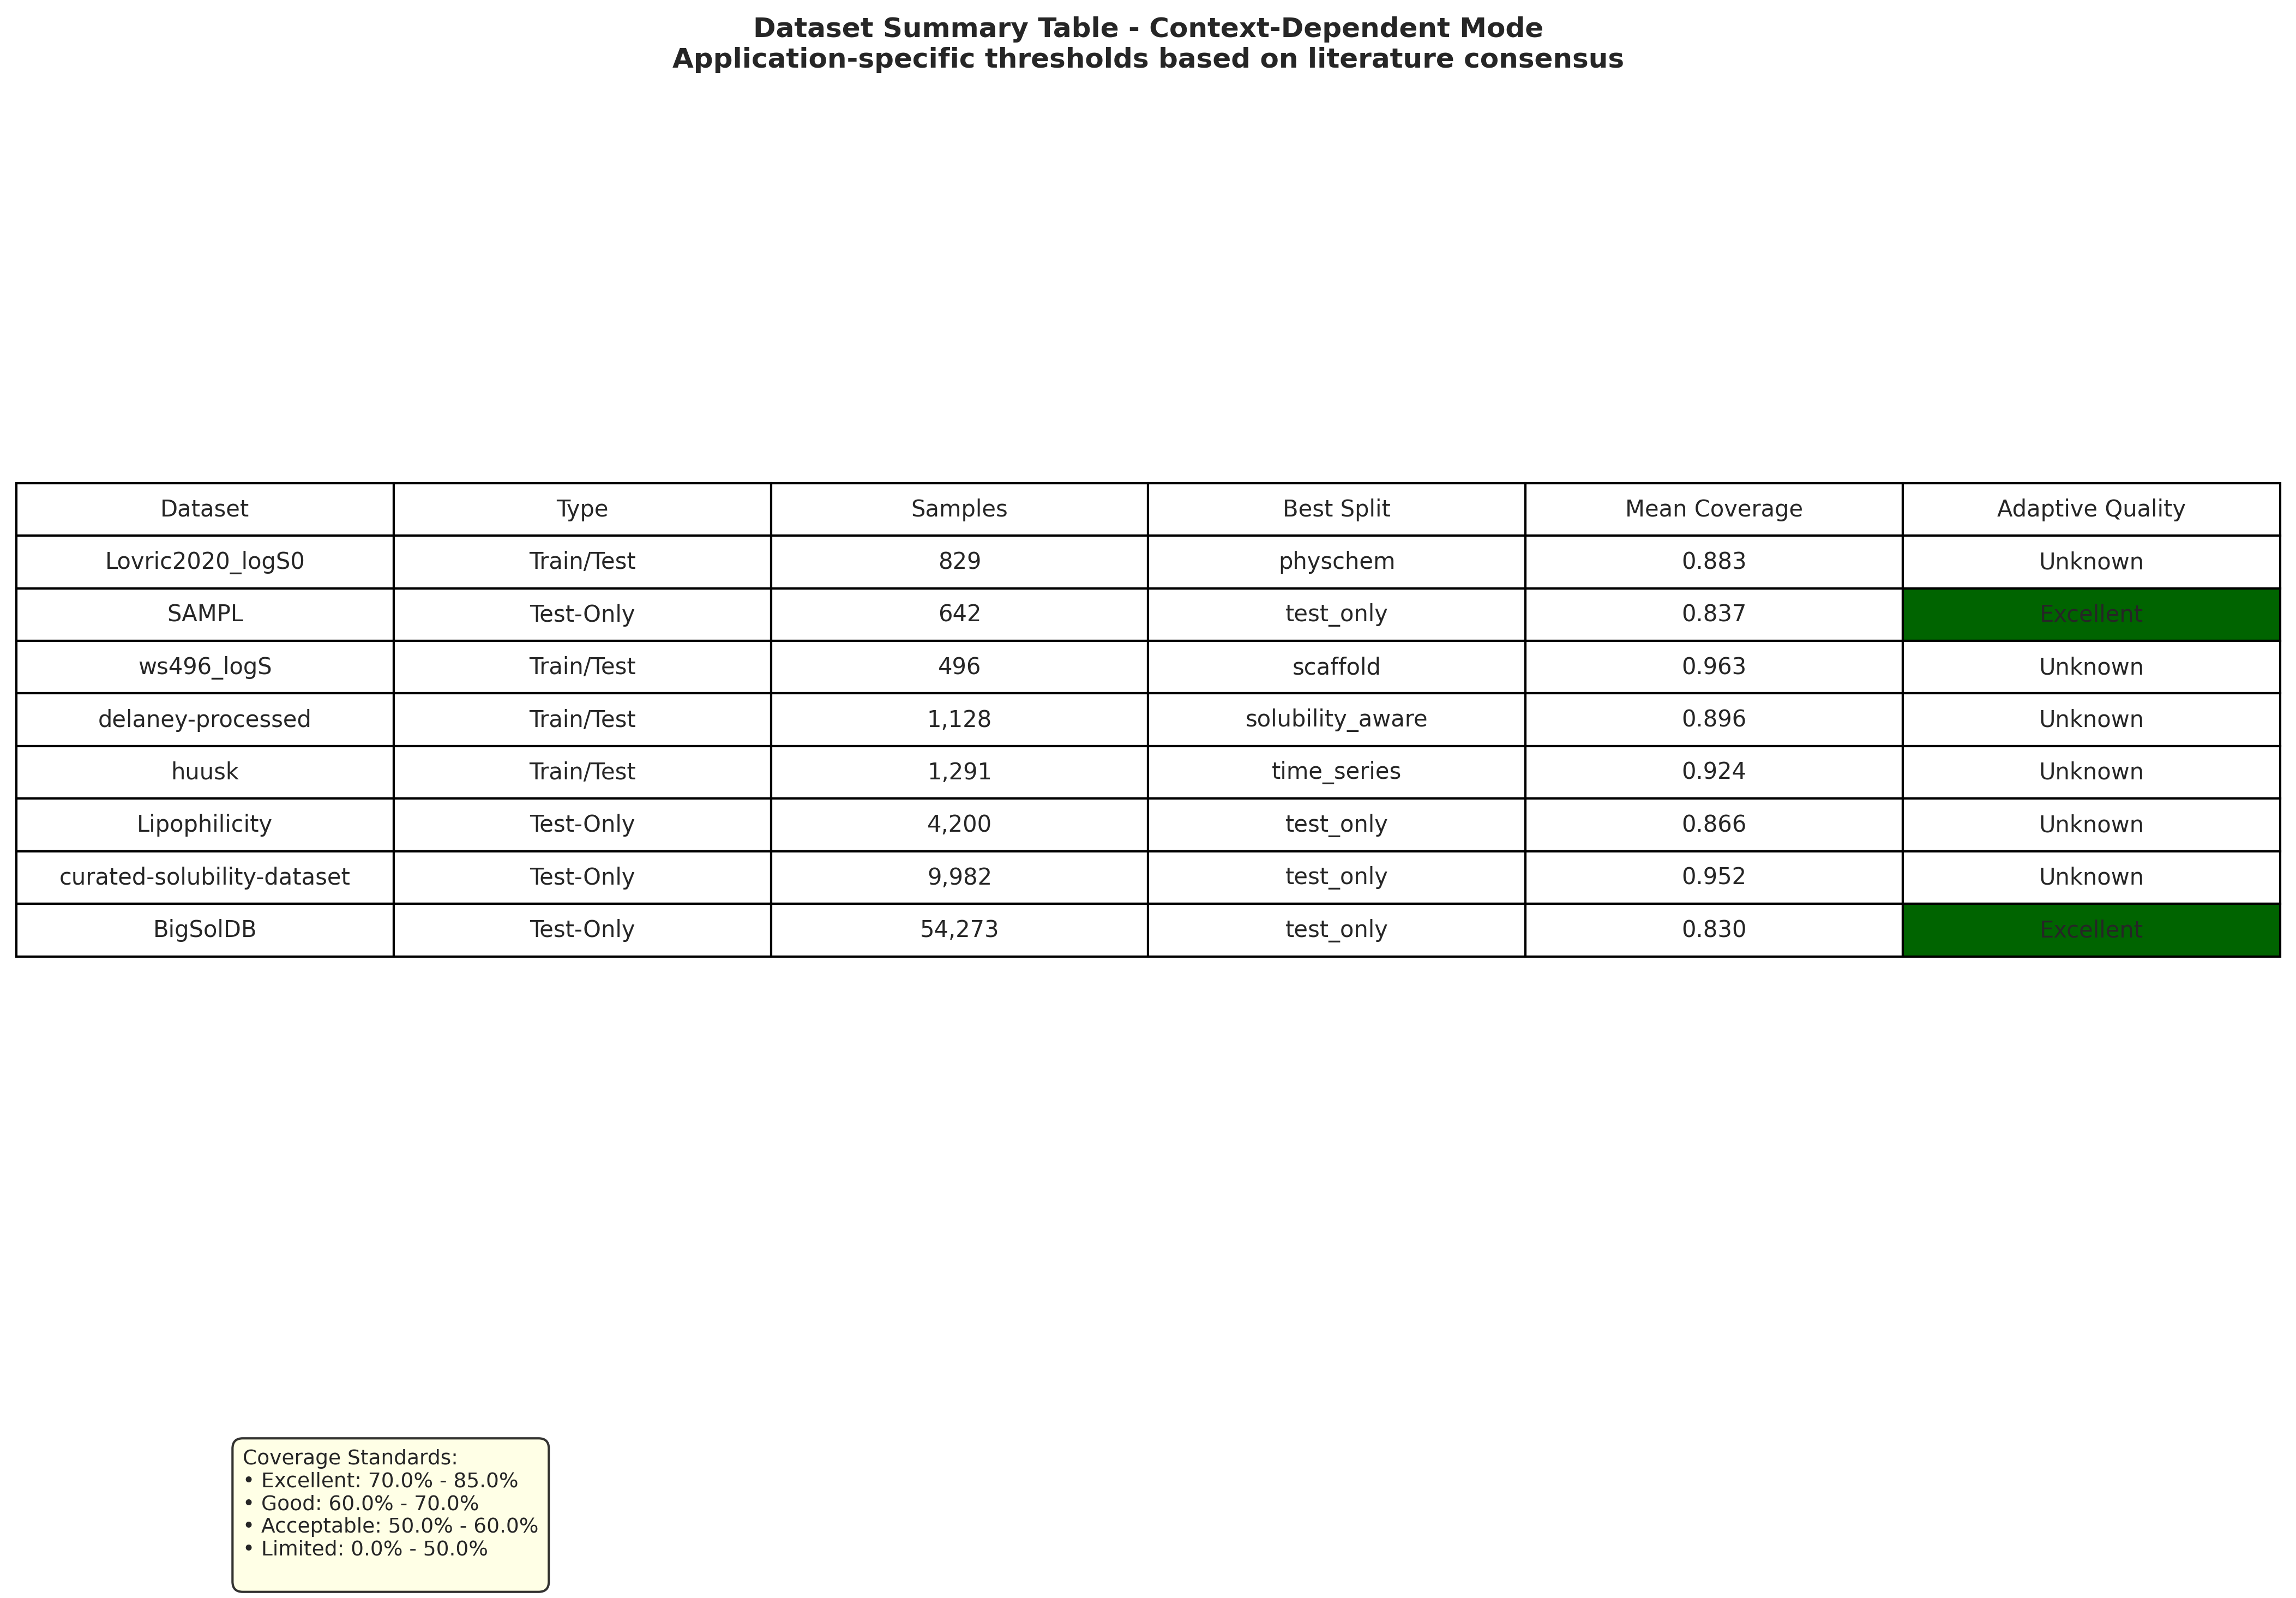 Dataset Summary Table - Context-Dependent Mode
Application-specific thresholds based on literature consensus
Dataset Type Samples Best Split Mean Coverage Adaptive Quality
Lovric2020_logS0 Train/Test 829 physchem 0.883 Unknown
SAMPL Test-Only 642 test_only 0.837 Excellent
ws496_logS Train/Test 496 scaffold 0.963 Unknown
delaney-processed Train/Test 1,128 solubility_aware 0.896 Unknown
huusk Train/Test 1,291 time_series 0.924 Unknown
Lipophilicity Test-Only 4,200 test_only 0.866 Unknown
curated-solubility-dataset Test-Only 9,982 test_only 0.952 Unknown
BigSolDB Test-Only 54,273 test_only 0.830 Excellent
Coverage Standards:
• Excellent: 70.0% - 85.0%
• Good: 60.0% - 70.0%
• Acceptable: 50.0% - 60.0%
• Limited: 0.0% - 50.0%